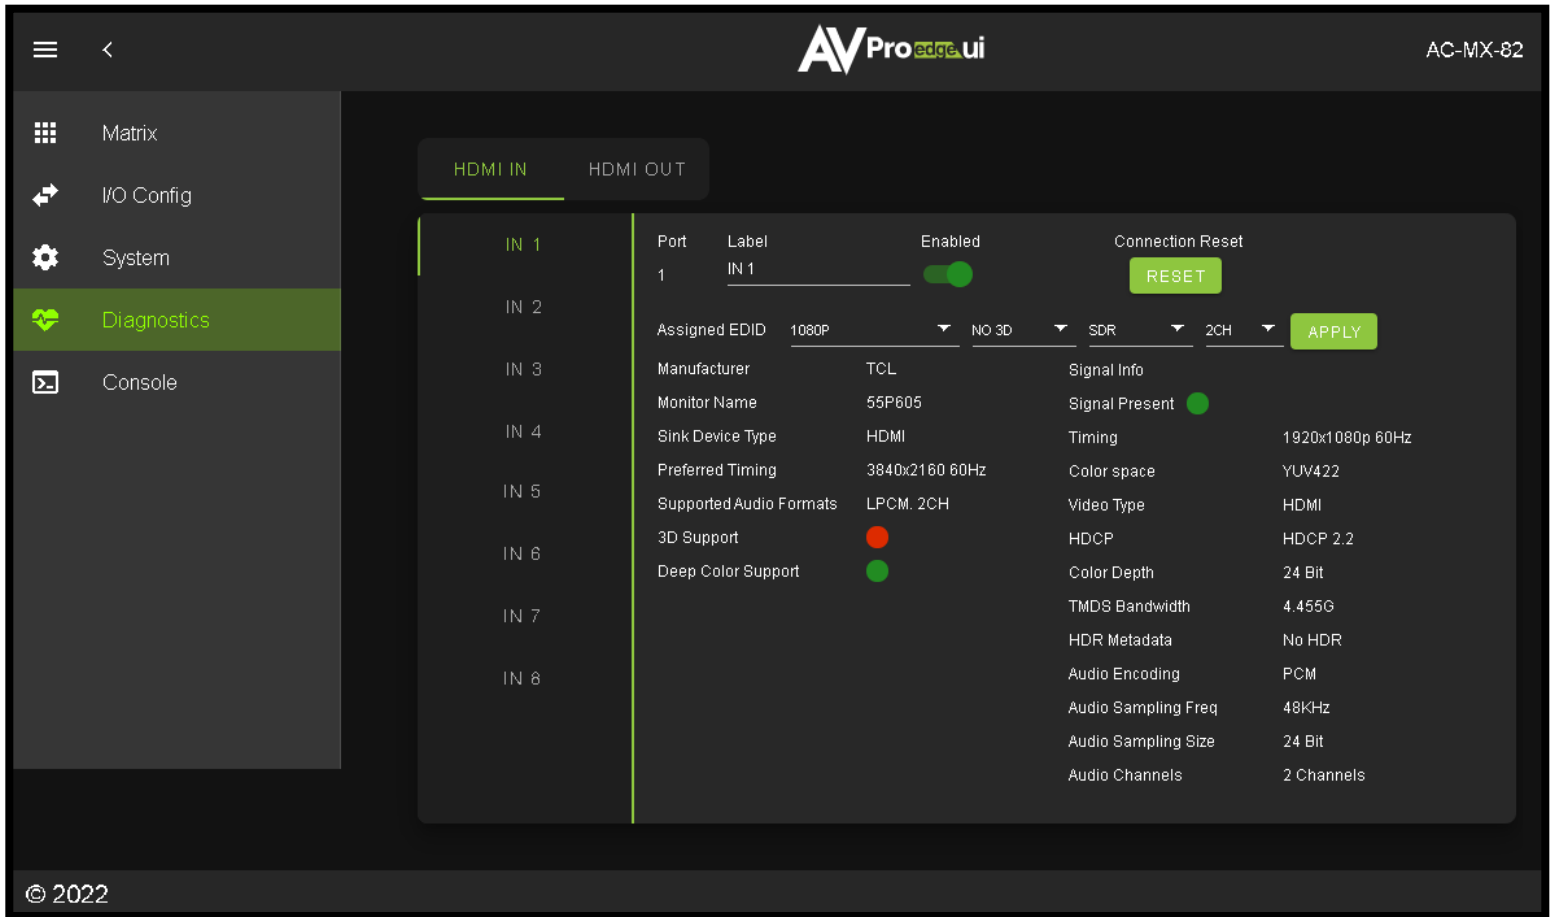 AVPro edge.ui
AC-MX-82
Matrix
I/O Config
System
Diagnostics
Console
HDMI IN HDMI OUT
IN 1
IN 2
IN 3
IN 4
IN 5
IN 6
IN 7
IN 8
Port Label Enabled Connection Reset
1 IN 1 RESET
Assigned EDID 1080P NO 3D SDR 2CH APPLY
Manufacturer TCL
Monitor Name 55P605
Sink Device Type HDMI
Preferred Timing 3840x2160 60Hz
Supported Audio Formats LPCM. 2CH
3D Support
Deep Color Support
Signal Info
Signal Present
Timing 1920x1080p 60Hz
Color space YUV422
Video Type HDMI
HDCP HDCP 2.2
Color Depth 24 Bit
TMDS Bandwidth 4.455G
HDR Metadata No HDR
Audio Encoding PCM
Audio Sampling Freq 48KHz
Audio Sampling Size 24 Bit
Audio Channels 2 Channels
© 2022